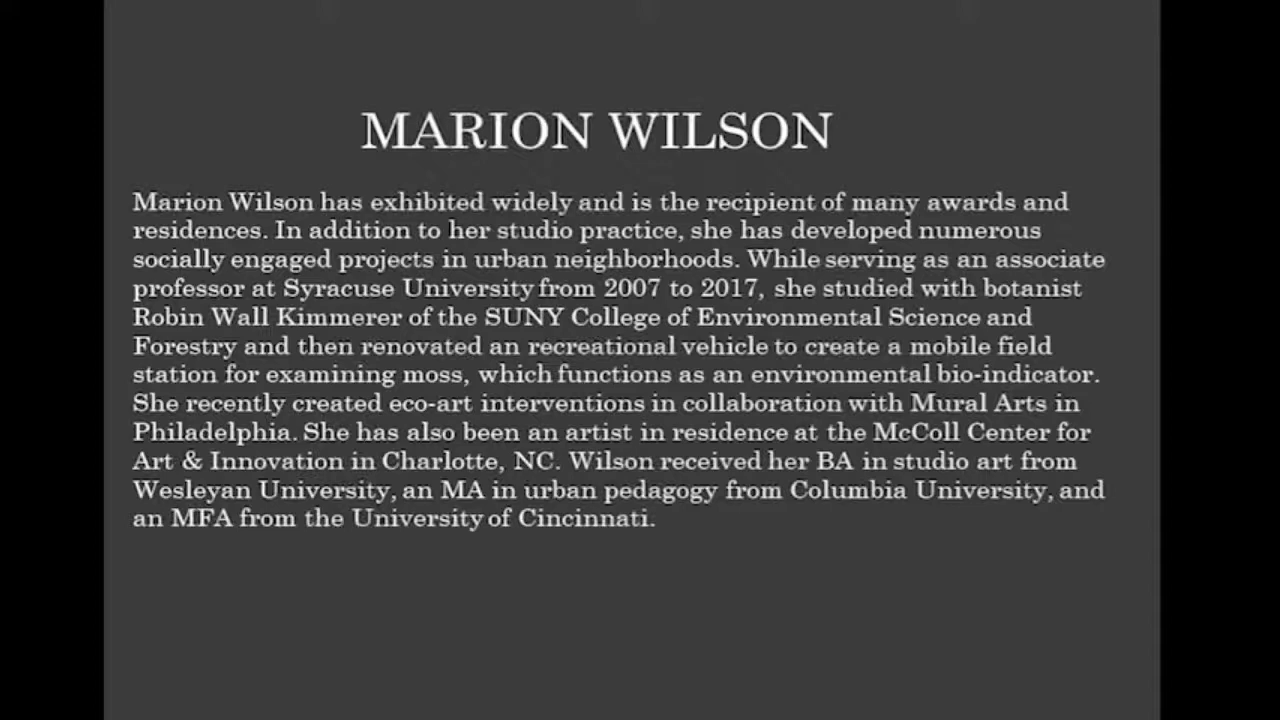 MARION WILSON
Marion Wilson has exhibited widely and is the recipient of many awards and
residences. In addition to her studio practice, she has developed numerous
socially engaged projects in urban neighborhoods. While serving as an associate
professor at Syracuse University from 2007 to 2017, she studied with botanist
Robin Wall Kimmerer of the SUNY College of Environmental Science and
Forestry and then renovated an recreational vehicle to create a mobile field
station for examining moss, which functions as an environmental bio-indicator.
She recently created eco-art interventions in collaboration with Mural Arts in
Philadelphia. She has also been an artist in residence at the McColl Center for
Art & Innovation in Charlotte, NC. Wilson received her BA in studio art from
Wesleyan University, an MA in urban pedagogy from Columbia University, and
an MFA from the University of Cincinnati.